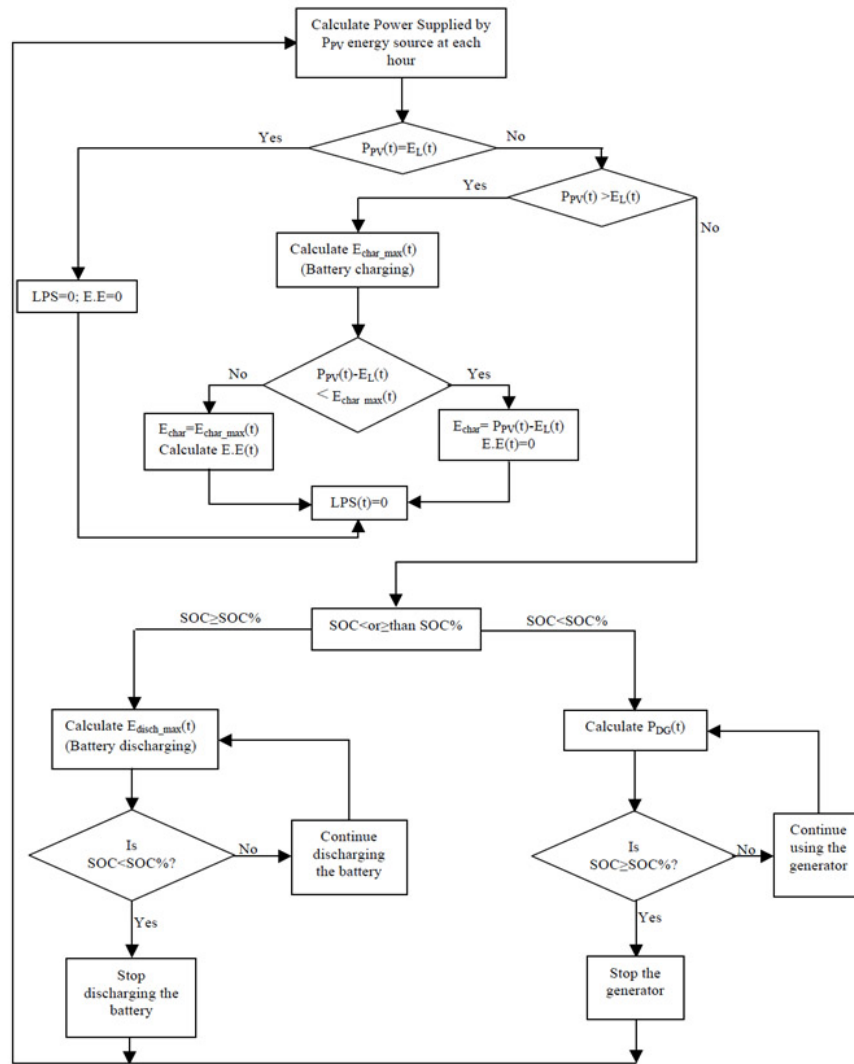 Calculate Power Supplied by
P_PV energy source at each
hour
Yes
No
P_PV(t)=E_L(t)
Yes
P_PV(t) >E_L(t)
No
Calculate E_char_max(t)
(Battery charging)
LPS=0; E.E=0
No
P_PV(t)-E_L(t)
< E_char_max(t)
Yes
E_char=E_char_max(t)
Calculate E.E(t)
E_char= P_PV(t)-E_L(t)
E.E(t)=0
LPS(t)=0
SOC≥SOC%
SOC<or≥than SOC%
SOC<SOC%
Calculate E_disch_max(t)
(Battery discharging)
Calculate P_DG(t)
Is
SOC<SOC%?
No
Continue
discharging
the battery
Is
SOC≥SOC%?
No
Continue
using the
generator
Yes
Yes
Stop
discharging the
battery
Stop the
generator